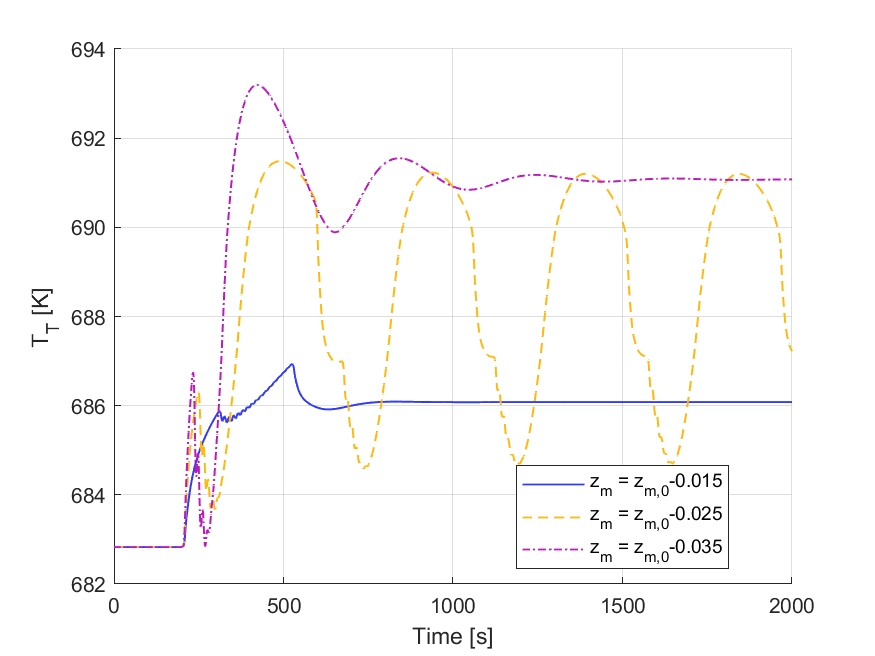 694
692
690
688
686
684
682
T_T [K]
0
500
1000
1500
2000
Time [s]
z_m = z_m,0-0.015
z_m = z_m,0-0.025
z_m = z_m,0-0.035